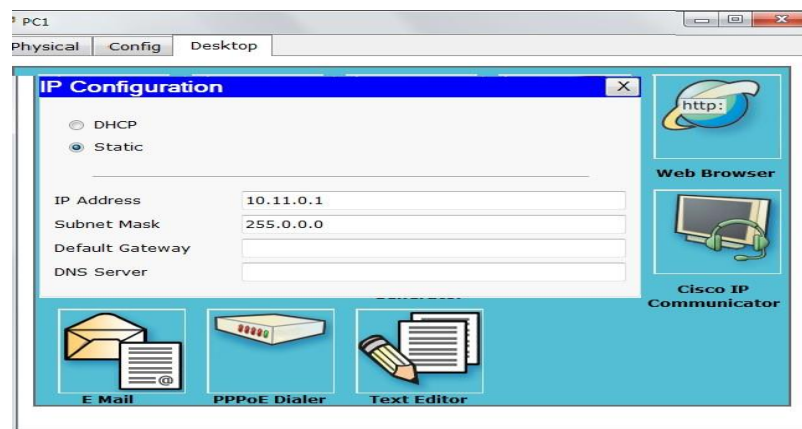 PC1
Physical Config Desktop
IP Configuration X
http:
DHCP
Static
Web Browser
IP Address 10.11.0.1
Subnet Mask 255.0.0.0
Default Gateway
DNS Server
Cisco IP
Communicator
@
E Mail PPPoE Dialer Text Editor